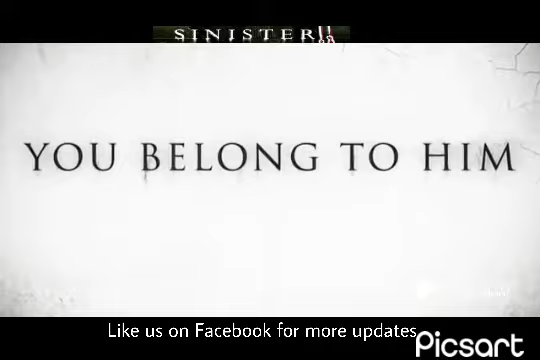 SINISTER II
YOU BELONG TO HIM
Like us on Facebook for more updates
Picsart